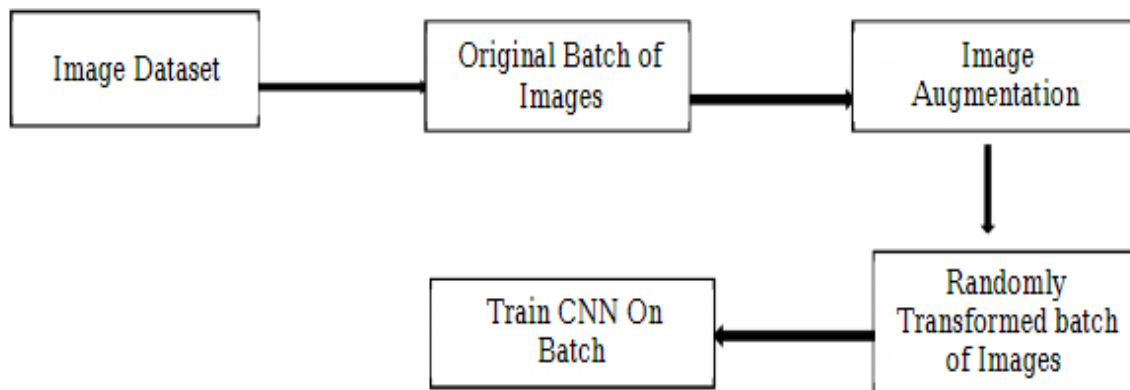 Image Dataset
Original Batch of
Images
Image
Augmentation
Randomly
Transformed batch
of Images
Train CNN On
Batch